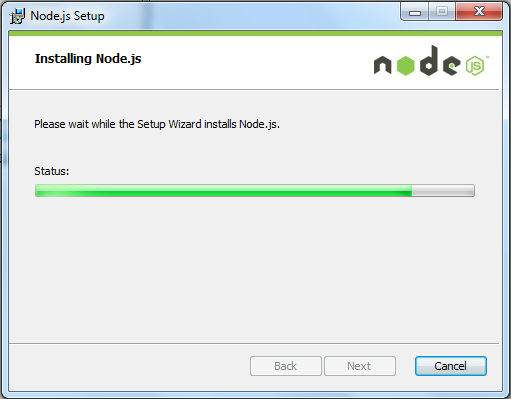 Node.js Setup
Installing Node.js
node JS™
Please wait while the Setup Wizard installs Node.js.
Status:
Back
Next
Cancel